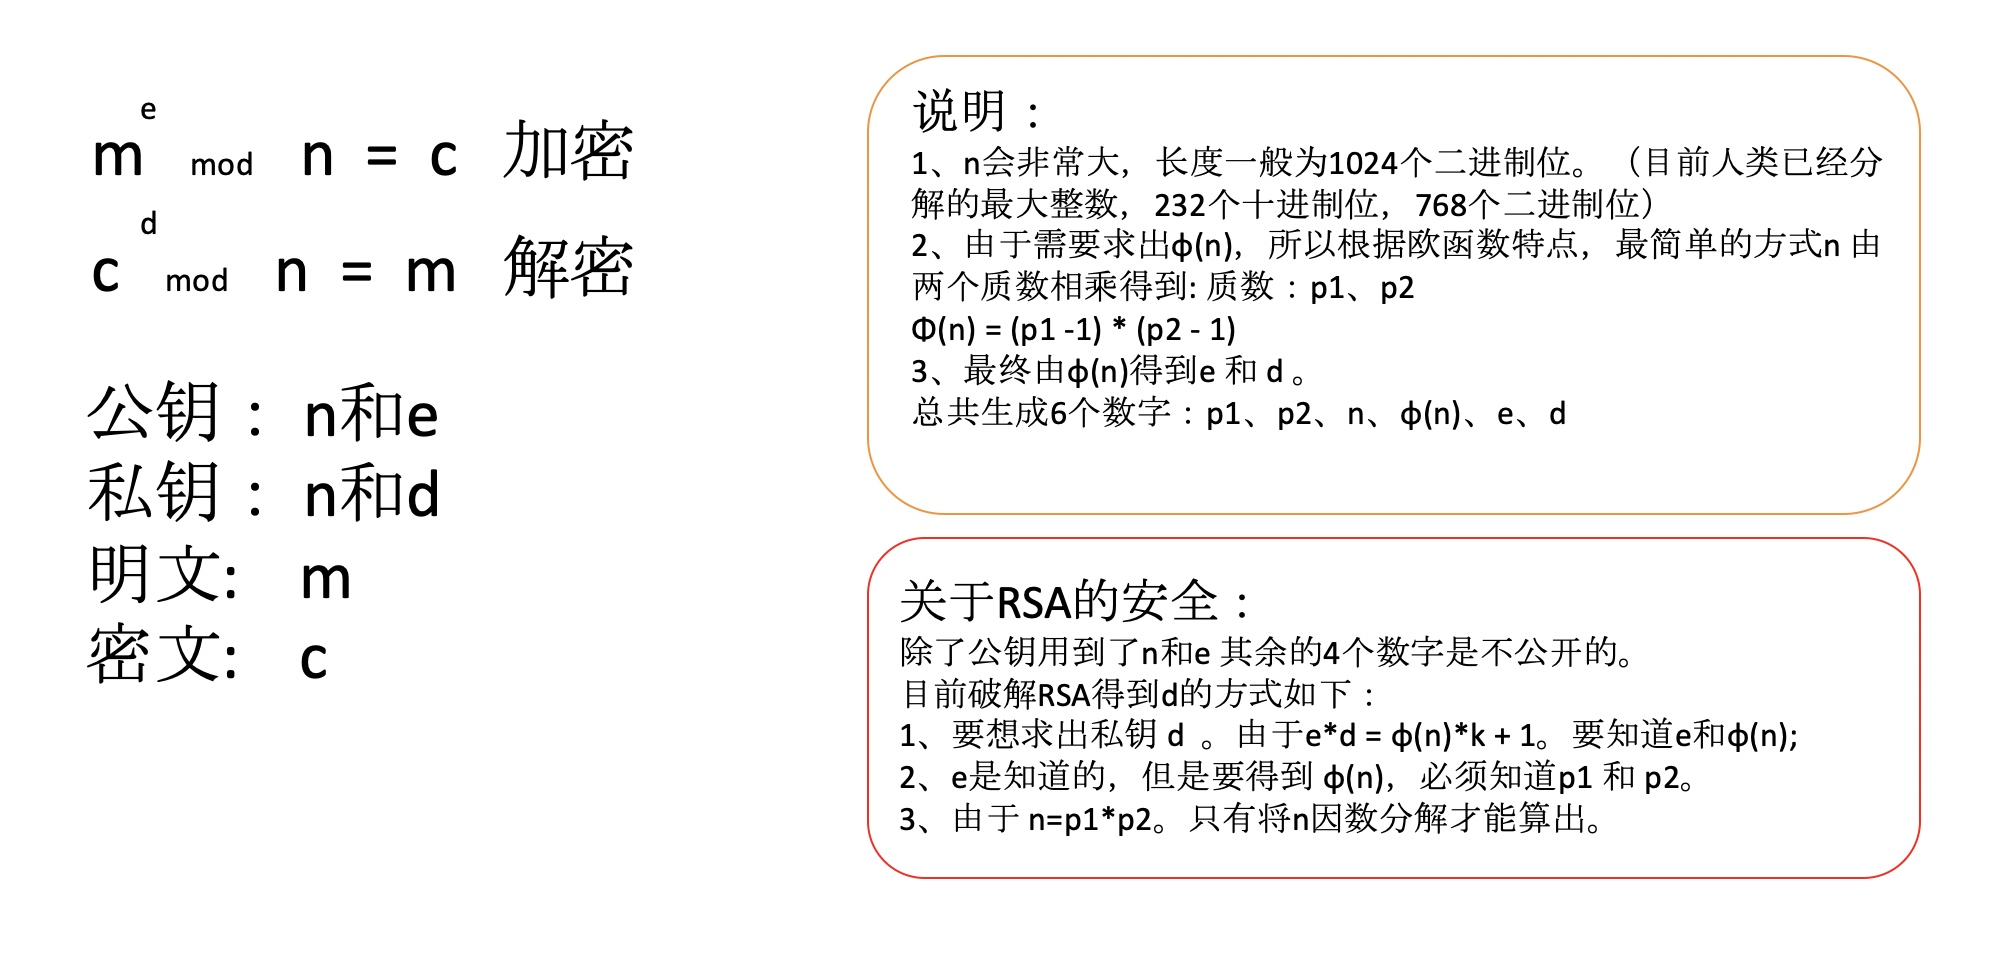 e
m mod n = c 加密
d
c mod n = m 解密
公钥：n和e
私钥：n和d
明文: m
密文: c
说明：
1、n会非常大，长度一般为1024个二进制位。（目前人类已经分
解的最大整数，232个十进制位，768个二进制位）
2、由于需要求出φ(n)，所以根据欧函数特点，最简单的方式n 由
两个质数相乘得到: 质数：p1、p2
Φ(n) = (p1 -1) * (p2 - 1)
3、最终由φ(n)得到e 和 d 。
总共生成6个数字：p1、p2、n、φ(n)、e、d
关于RSA的安全：
除了公钥用到了n和e 其余的4个数字是不公开的。
目前破解RSA得到d的方式如下：
1、要想求出私钥 d 。由于e*d = φ(n)*k + 1。要知道e和φ(n);
2、e是知道的，但是要得到 φ(n)，必须知道p1 和 p2。
3、由于 n=p1*p2。只有将n因数分解才能算出。